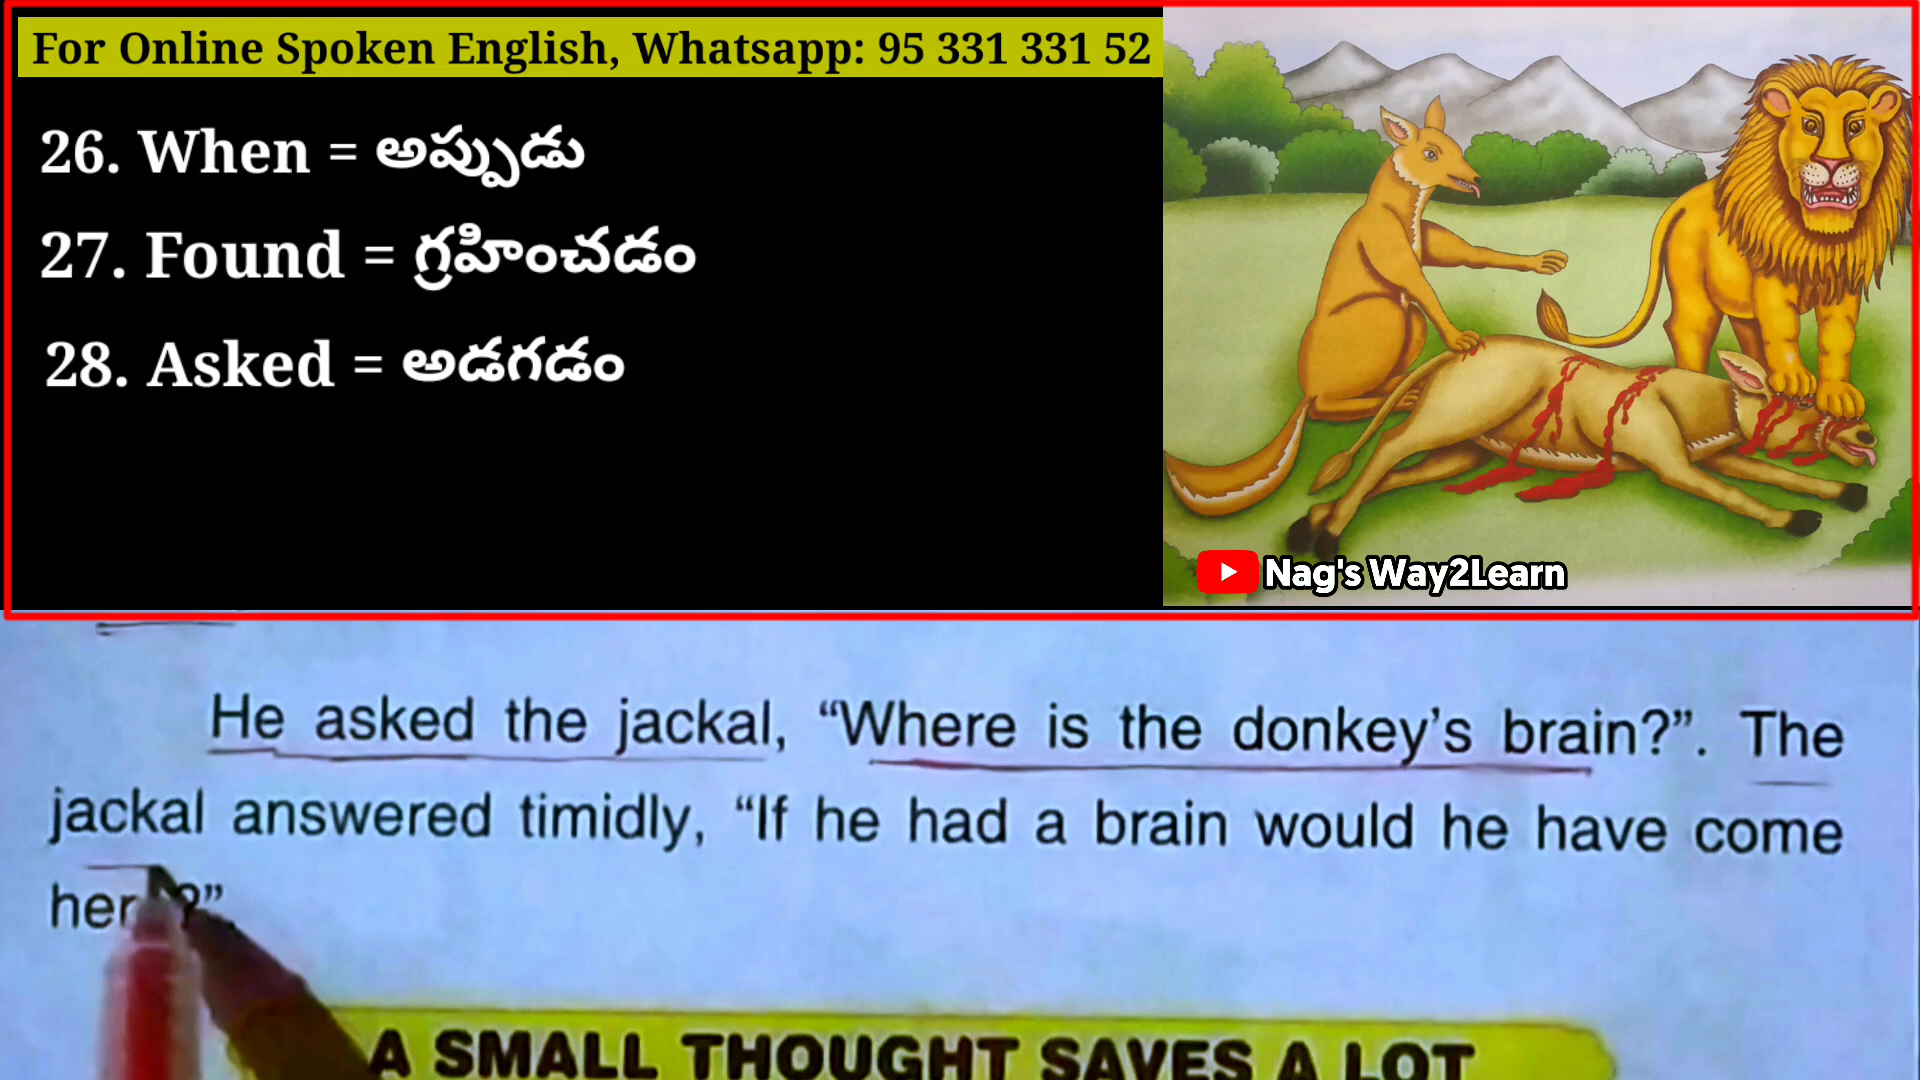 For Online Spoken English, Whatsapp: 95 331 331 52
26. When = అప్పుడు
27. Found = గ్రహించడం
28. Asked = అడగడం
Nag's Way2Learn
He asked the jackal, “Where is the donkey’s brain?”. The
jackal answered timidly, “If he had a brain would he have come
her ?”.
A SMALL THOUGHT SAVES A LOT